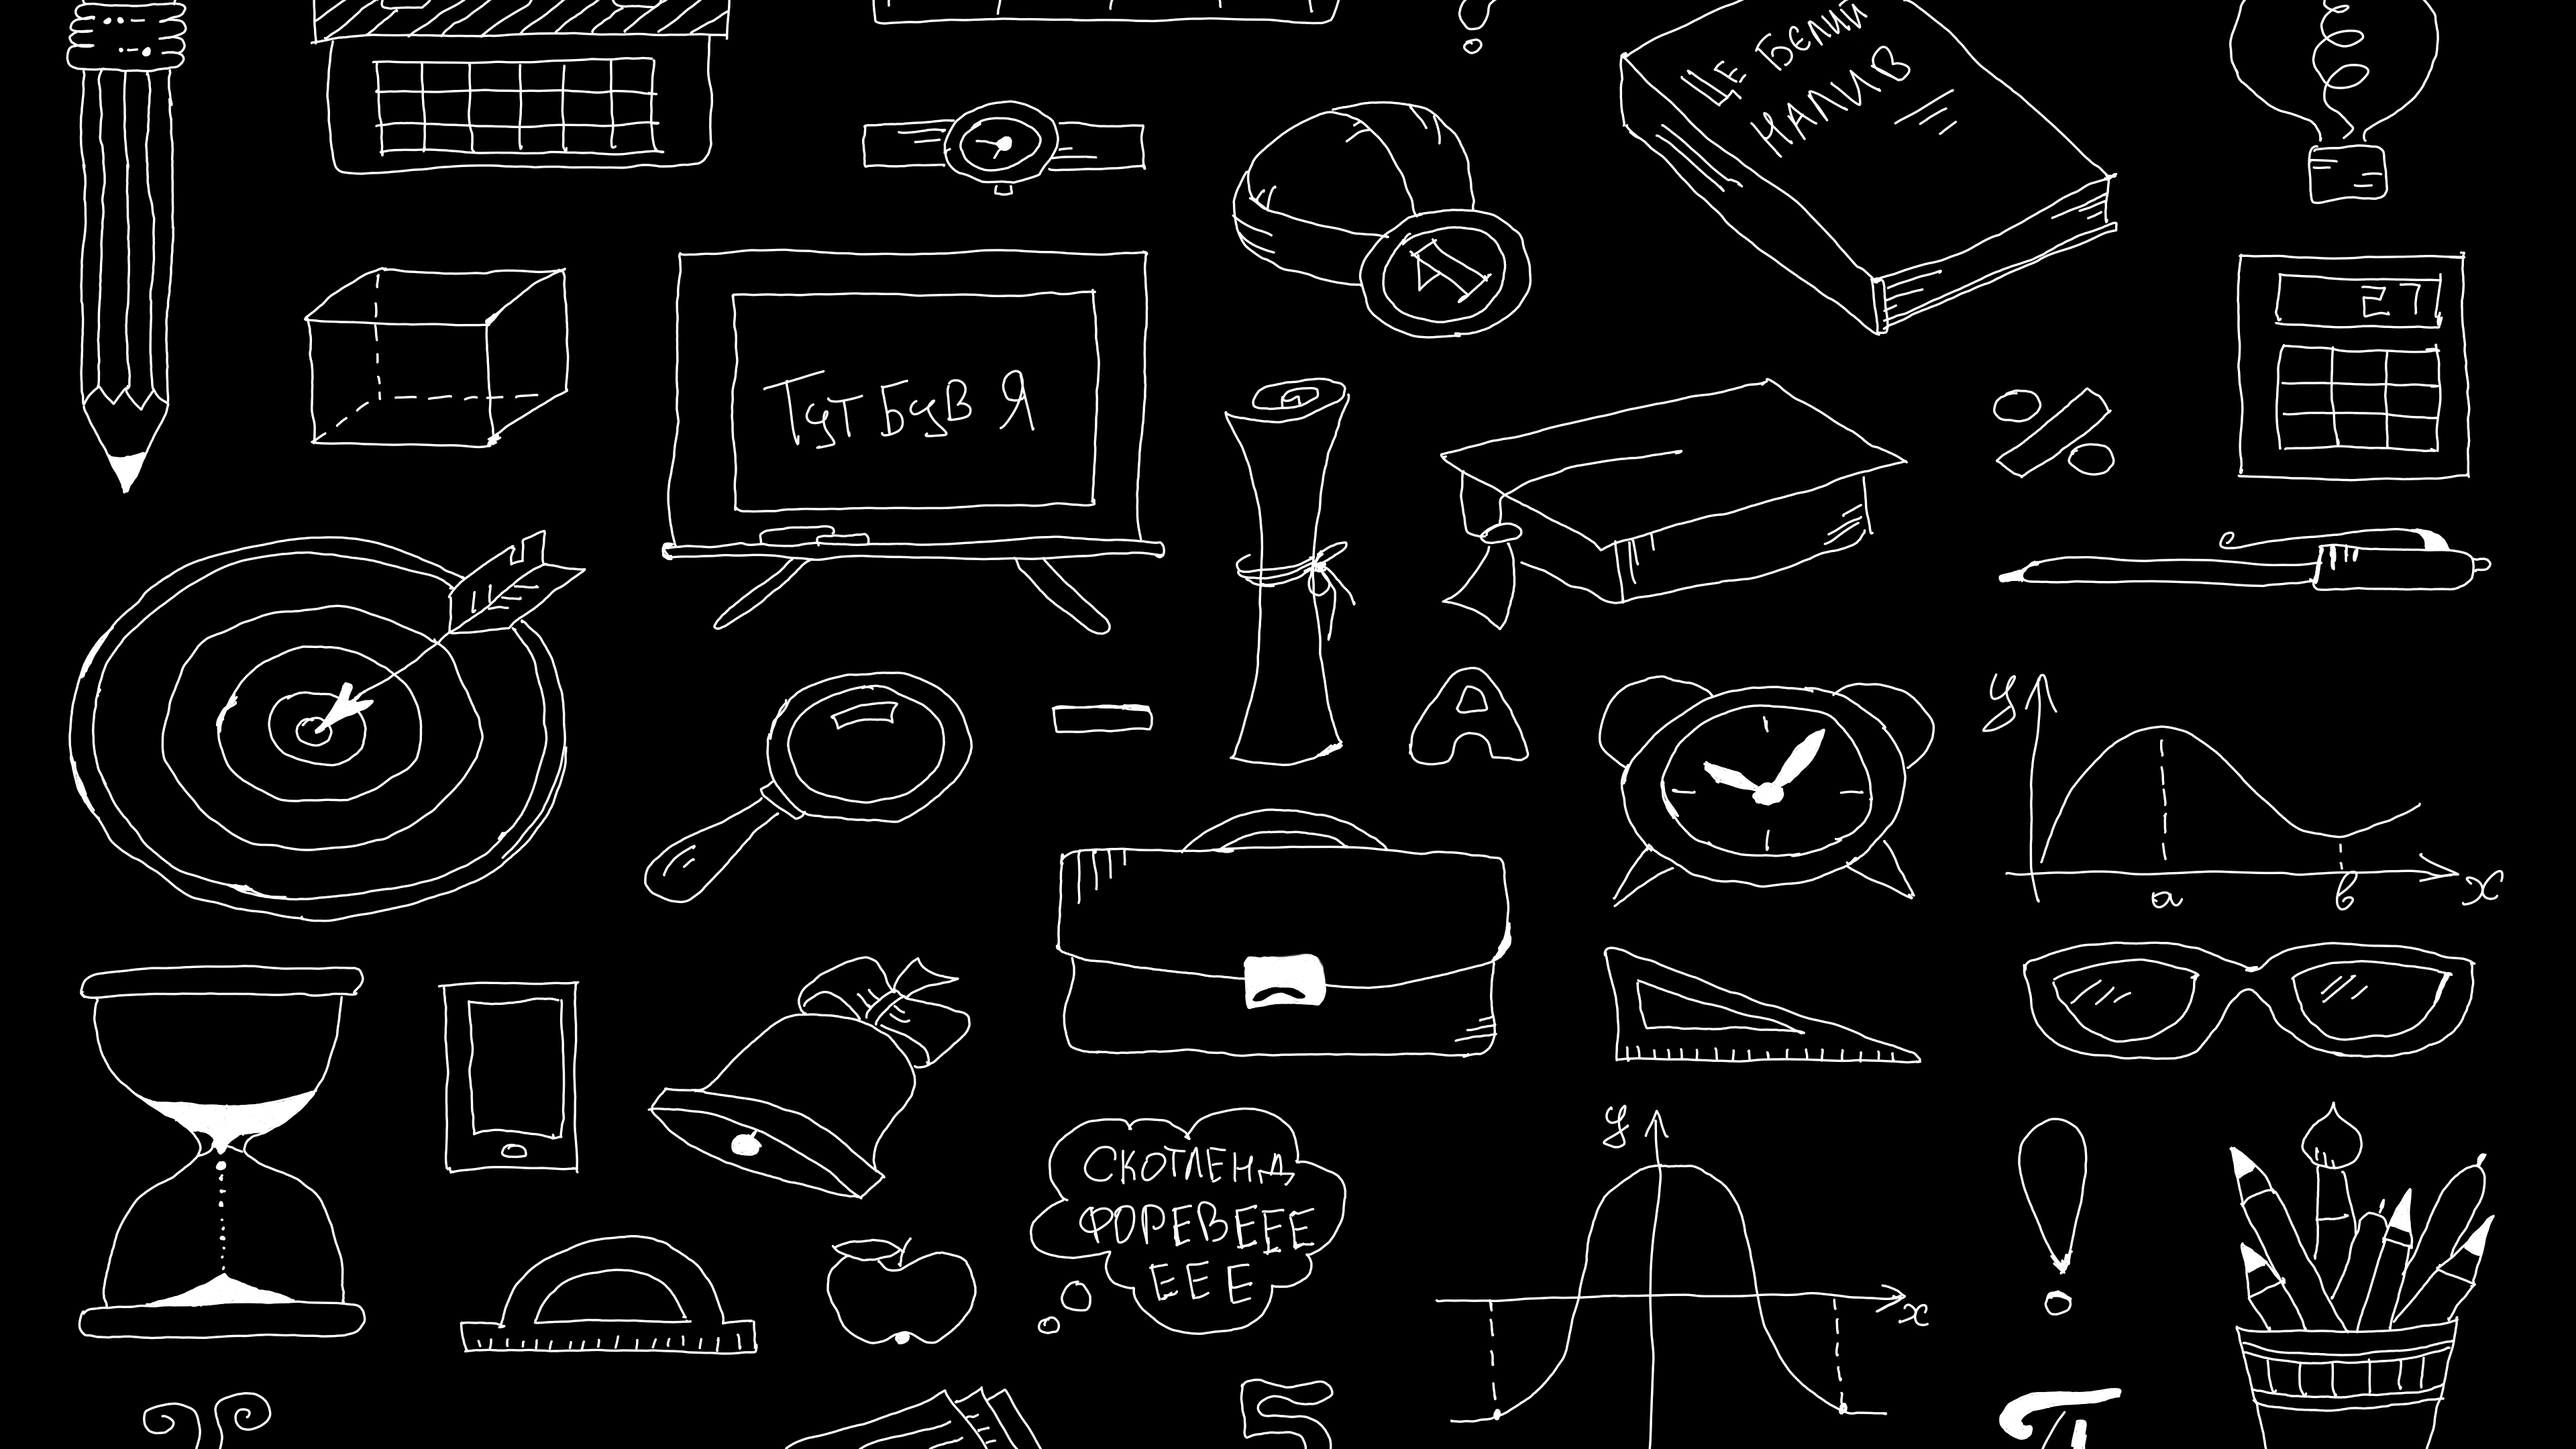 ЦЕ БЕЛИЙ
НАЛИВ
27
ТУТ БУВ Я
%
A
y
a
b
x
СКОТЛЕНД
ФОРЕВЕЕЕ
ЕЕЕ
y
x
!
5
π